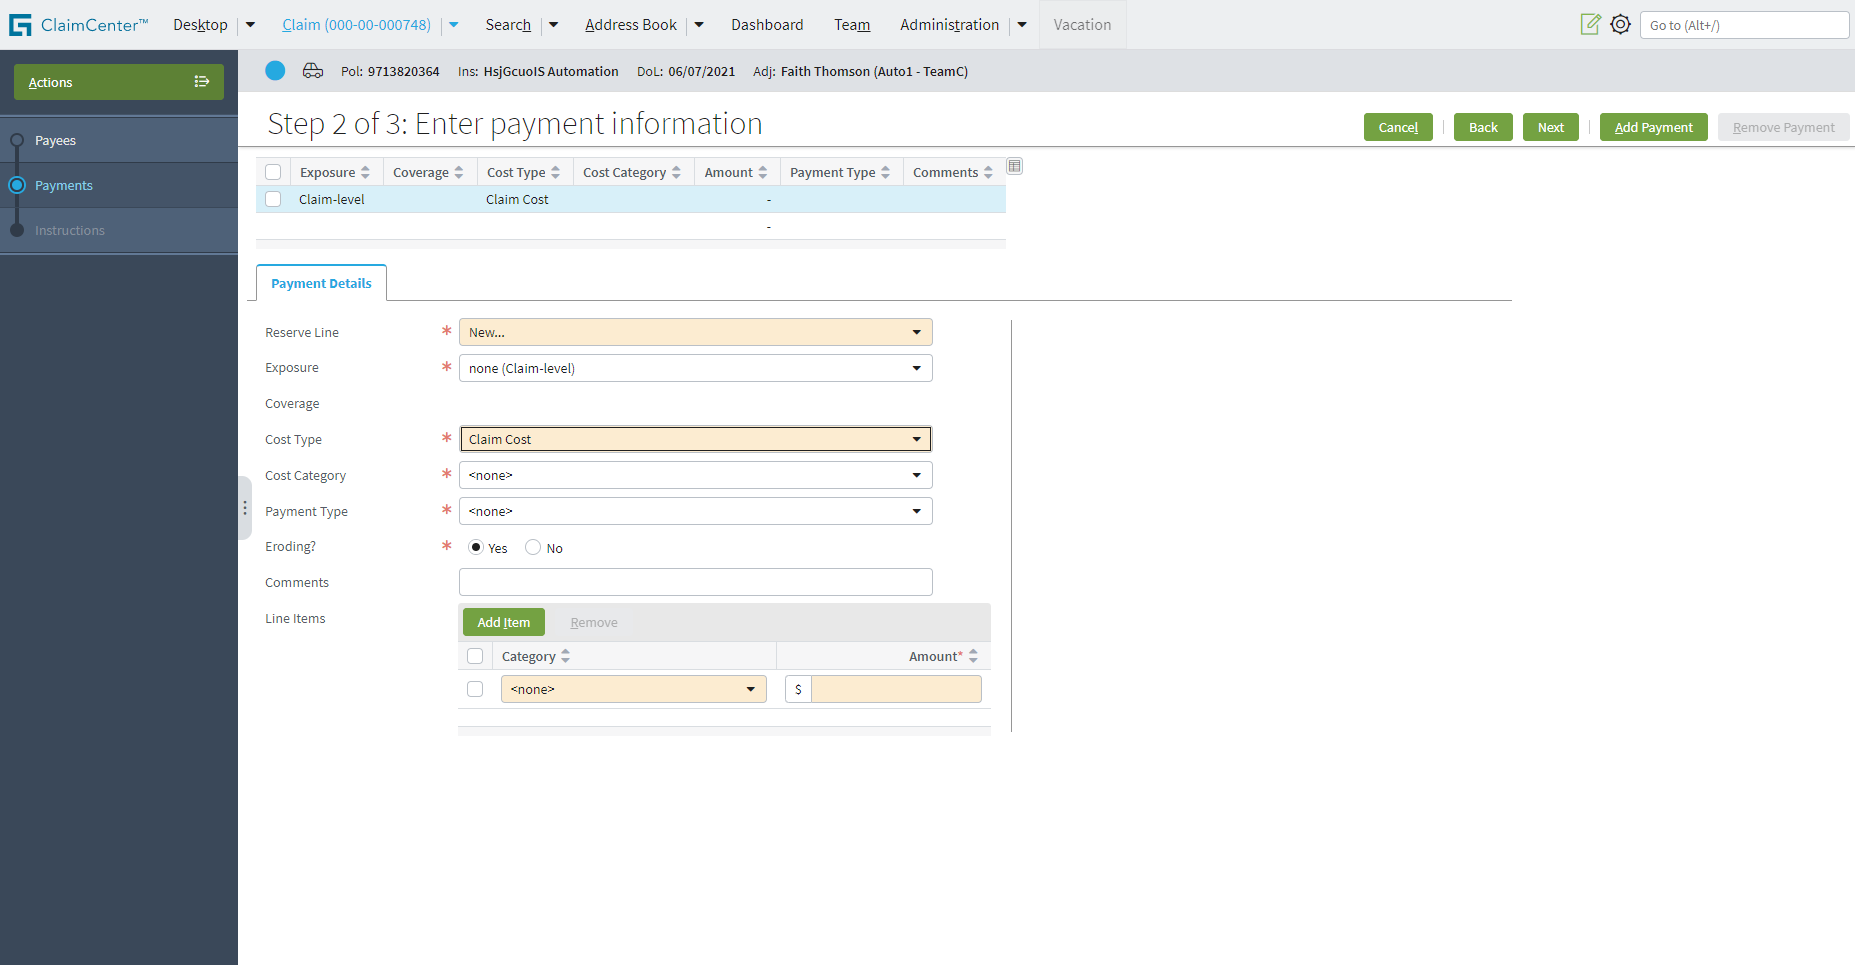 ClaimCenter™ Desktop Claim (000-00-000748) Search Address Book Dashboard Team Administration Vacation Go to (Alt+/)
Actions
Pol: 9713820364 Ins: HsjGcuoIS Automation DoL: 06/07/2021 Adj: Faith Thomson (Auto1 - TeamC)
Payees
Payments
Instructions
Step 2 of 3: Enter payment information
Cancel Back Next Add Payment Remove Payment
Exposure Coverage Cost Type Cost Category Amount Payment Type Comments
Claim-level Claim Cost -
-
Payment Details
Reserve Line * New...
Exposure * none (Claim-level)
Coverage
Cost Type * Claim Cost
Cost Category * <none>
Payment Type * <none>
Eroding? * Yes No
Comments
Line Items
Add Item Remove
Category Amount*
<none> $